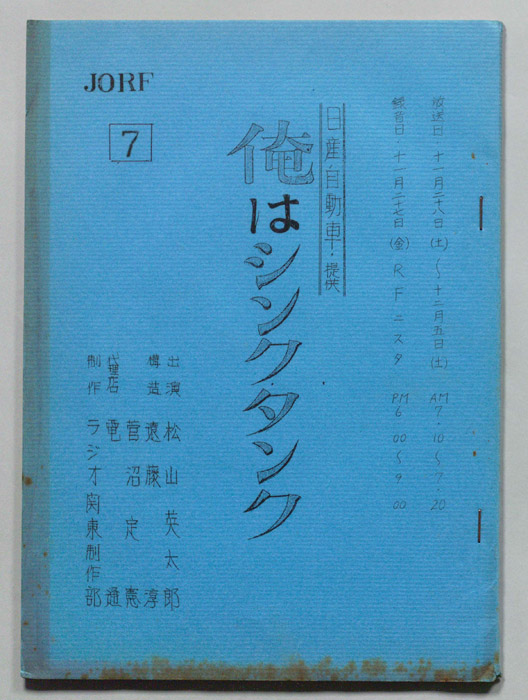 放送日 十一月二十八日(土)～十二月五日(土) AM7・10～7・20
録音日・十一月二十七日(金)RFニスタ PM6 00～9 00
日産自動車・提供
俺はシンク・タンク
JORF
7
出演 松山英太郎
構造 遠藤淳
菅沼定憲
代理店 電通
制作 ラジオ関東制作部